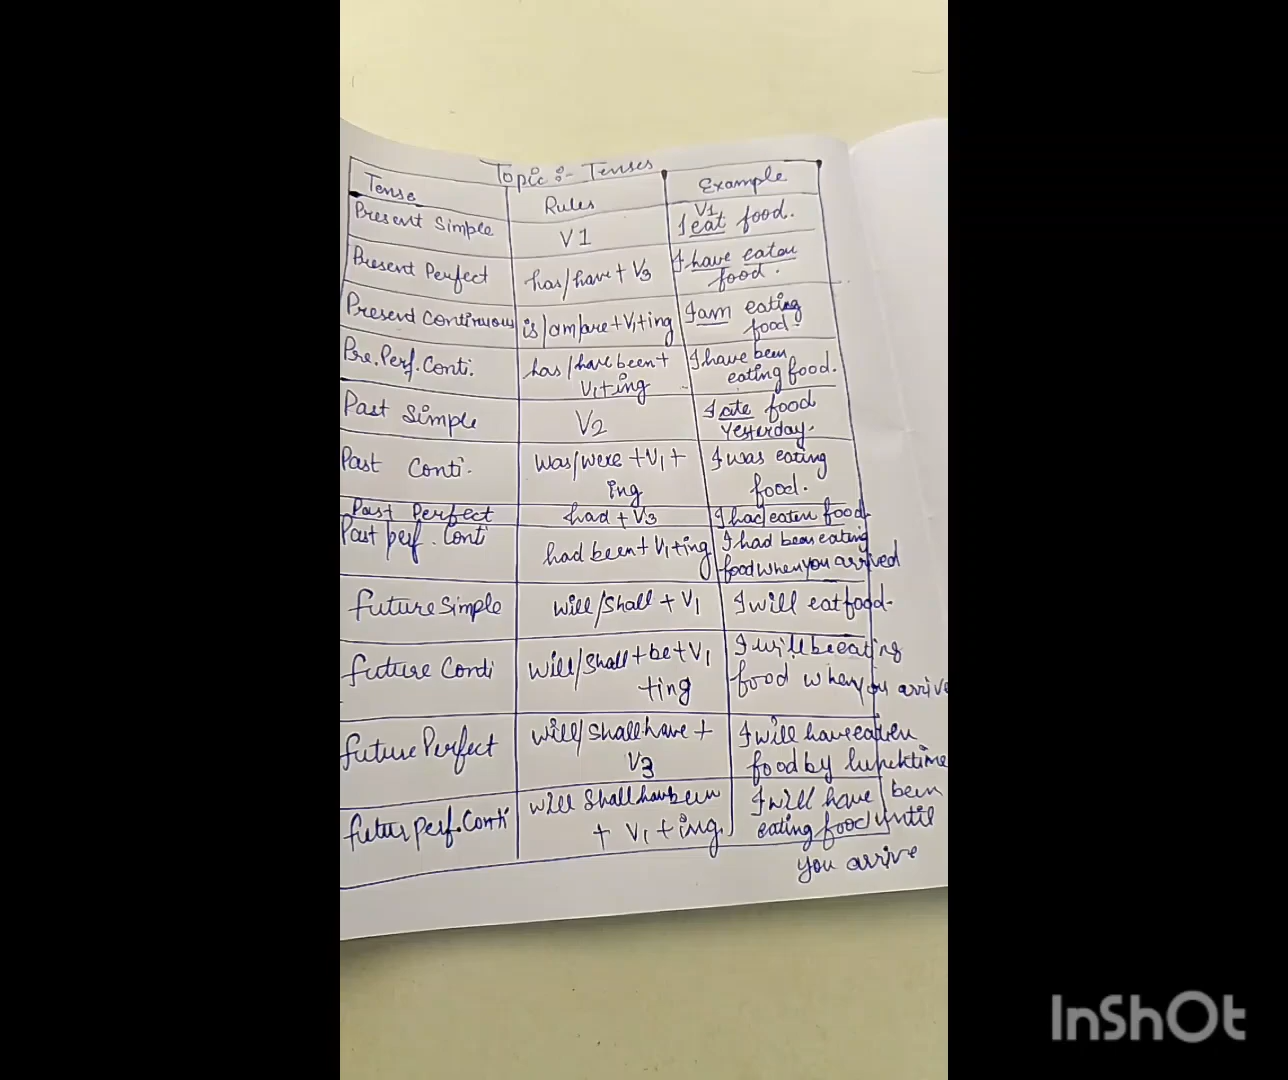 Topic :- Tenses
Tense Rules Example
Present Simple V1 V1
I eat food.
Present Perfect has/have + V3 I have eaten
food.
Present Continuous is/am/are + V1 + ing I am eating
food.
Pre. Perf. Conti. has/have been + I have been
V1 + ing eating food.
Past Simple V2 I ate food
Yesterday.
Past Conti. was/were + V1 + I was eating
ing food.
Past Perfect had + V3 I had eaten food
Past perf. Conti had been + V1 + ing I had been eating
food when you arrived
future Simple will/Shall + V1 I will eat food.
future Conti will/Shall + be + V1 I will be eating
+ing food when you arrive
future Perfect will/Shall have + I will have eaten
V3 food by lunchtime
futur perf. Conti will Shall have been I will have been
+ V1 + ing. eating food until
you arrive
InShOt